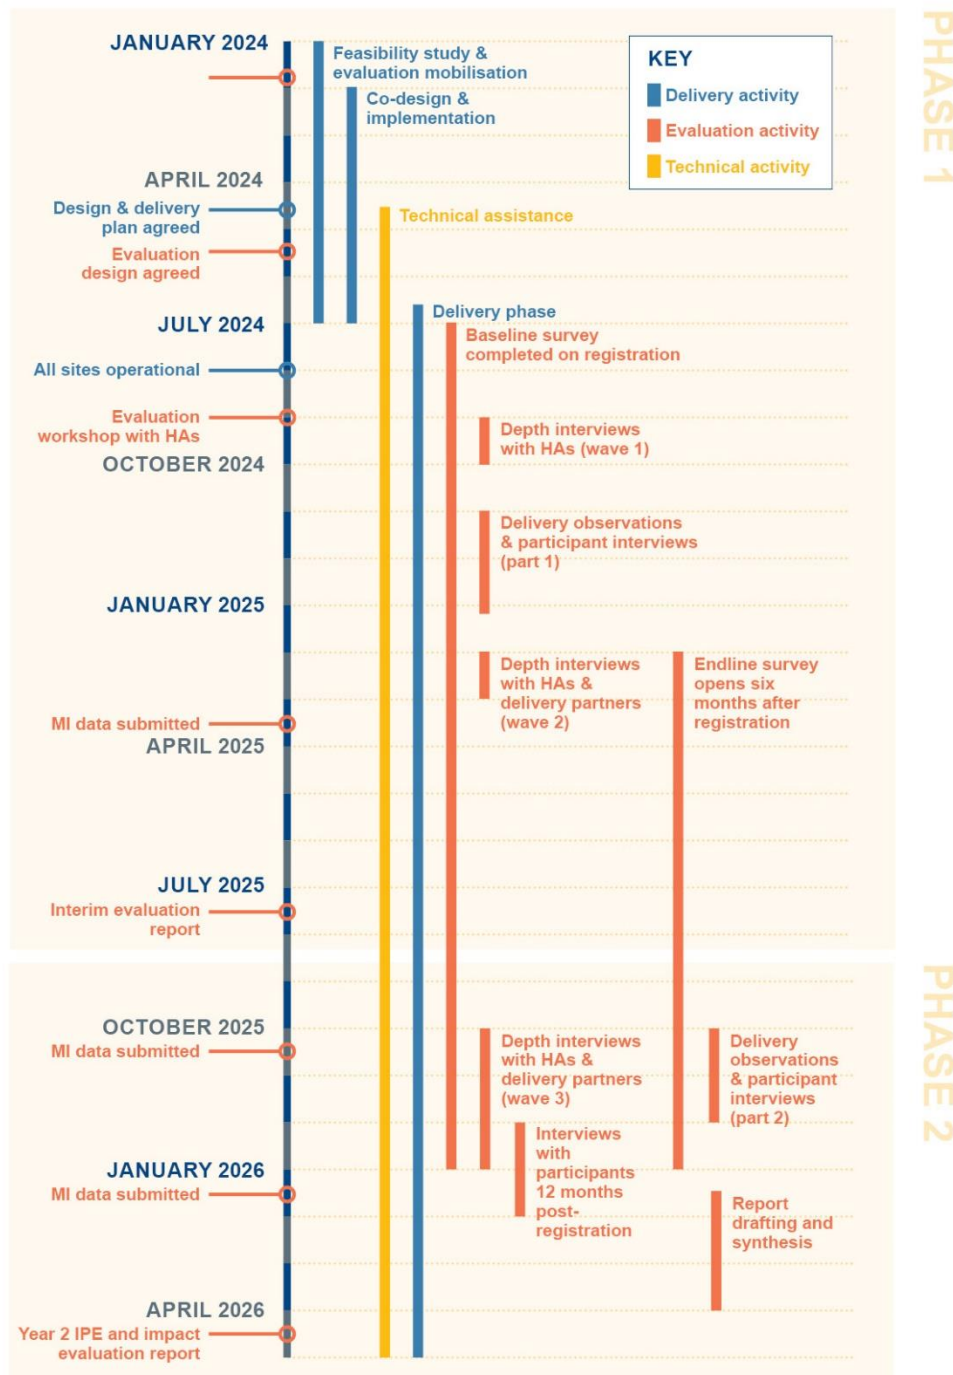 PHASE 1
JANUARY 2024
Feasibility study &
evaluation mobilisation
Co-design &
implementation
KEY
Delivery activity
Evaluation activity
Technical activity
APRIL 2024
Design & delivery
plan agreed
Technical assistance
Evaluation
design agreed
Delivery phase
JULY 2024
Baseline survey
completed on registration
All sites operational
Evaluation
workshop with HAs
Depth interviews
with HAs (wave 1)
OCTOBER 2024
Delivery observations
& participant interviews
(part 1)
JANUARY 2025
Depth interviews
with HAs &
delivery partners
(wave 2)
Endline survey
opens six
months after
registration
MI data submitted
APRIL 2025
JULY 2025
Interim evaluation
report
PHASE 2
OCTOBER 2025
MI data submitted
Depth interviews
with HAs &
delivery partners
(wave 3)
Delivery
observations
& participant
interviews
(part 2)
Interviews
with
participants
12 months
post-
registration
JANUARY 2026
MI data submitted
Report
drafting and
synthesis
APRIL 2026
Year 2 IPE and impact
evaluation report